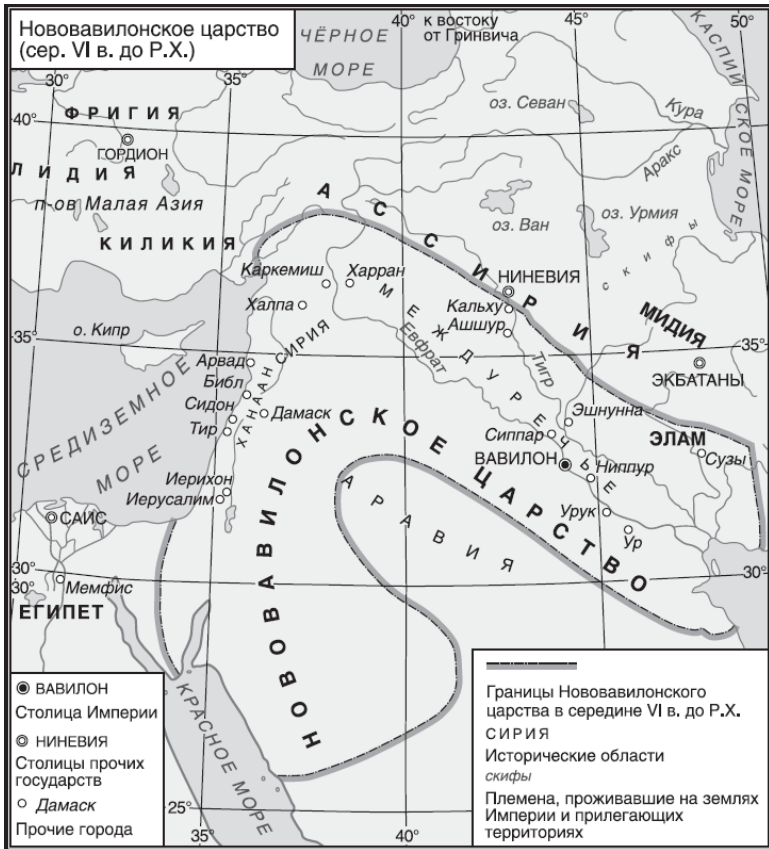 Нововавилонское царство
(сер. VI в. до Р.Х.)
40°
к востоку
от Гринвича
45°
50°
ЧЁРНОЕ
МОРЕ
КАСПИЙСКОЕ МОРЕ
30°
35°
40°
ФРИГИЯ
ГОРДИОН
ЛИДИЯ
п-ов Малая Азия
КИЛИКИЯ
оз. Севан
Кура
Аракс
40°
АССИРИЯ
оз. Ван
оз. Урмия
скифы
Каркемиш
Харран
НИНЕВИЯ
Халпа
Кальху
Ашшур
МЕЖДУРЕЧЬЕ
МИДИЯ
35°
о. Кипр
СИРИЯ
Евфрат
Тигр
35°
ЭКБАТАНЫ
Арвад
Библ
Сидон
Тир
ХАНААН
Дамаск
СРЕДИЗЕМНОЕ
МОРЕ
Эшнунна
Сиппар
ВАВИЛОН
Ниппур
ЭЛАМ
Сузы
НОВОВАВИЛОНСКОЕ ЦАРСТВО
Иерихон
Иерусалим
АРАВИЯ
Урук
Ур
САИС
30°
30°
Мемфис
ЕГИПЕТ
30°
КРАСНОЕ МОРЕ
25°
35°
40°
ВАВИЛОН
Столица Империи
НИНЕВИЯ
Столицы прочих
государств
Дамаск
Прочие города
Границы Нововавилонского
царства в середине VI в. до Р.Х.
СИРИЯ
Исторические области
скифы
Племена, проживавшие на землях
Империи и прилегающих
территориях